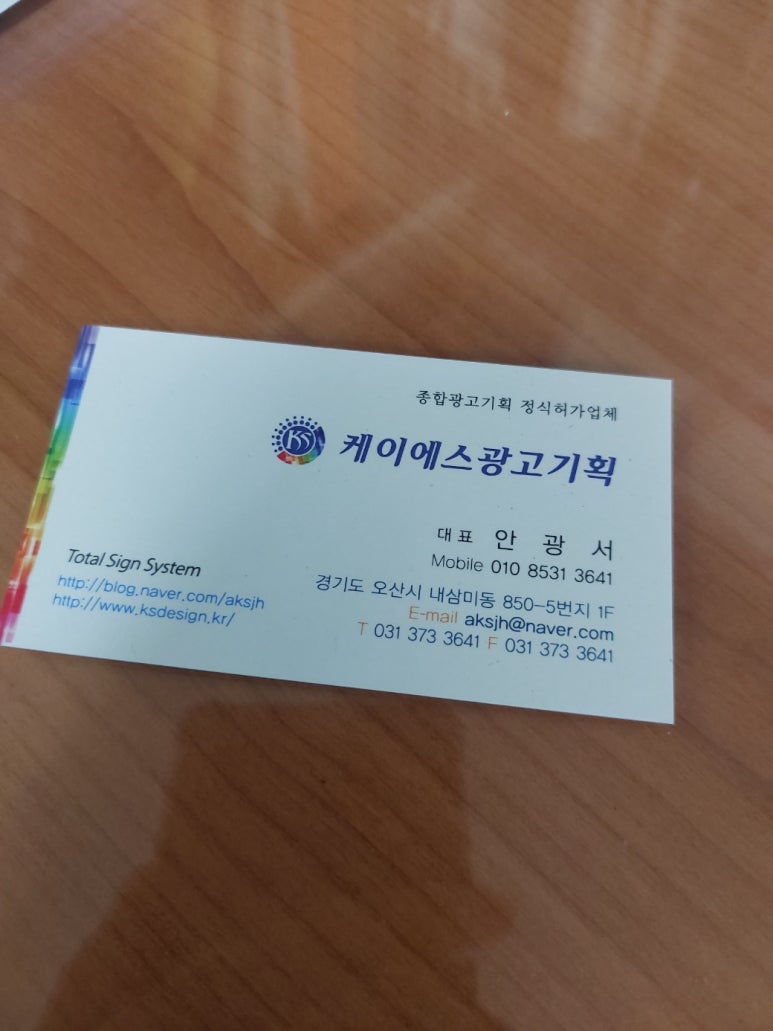 종합광고기획 정식허가업체
KS 케이에스광고기획
대표 안 광 서
Mobile 010 8531 3641
경기도 오산시 내삼미동 850-5번지 1F
E-mail aksjh@naver.com
T 031 373 3641 F 031 373 3641
Total Sign System
http://blog.naver.com/aksjh
http://www.ksdesign.kr/